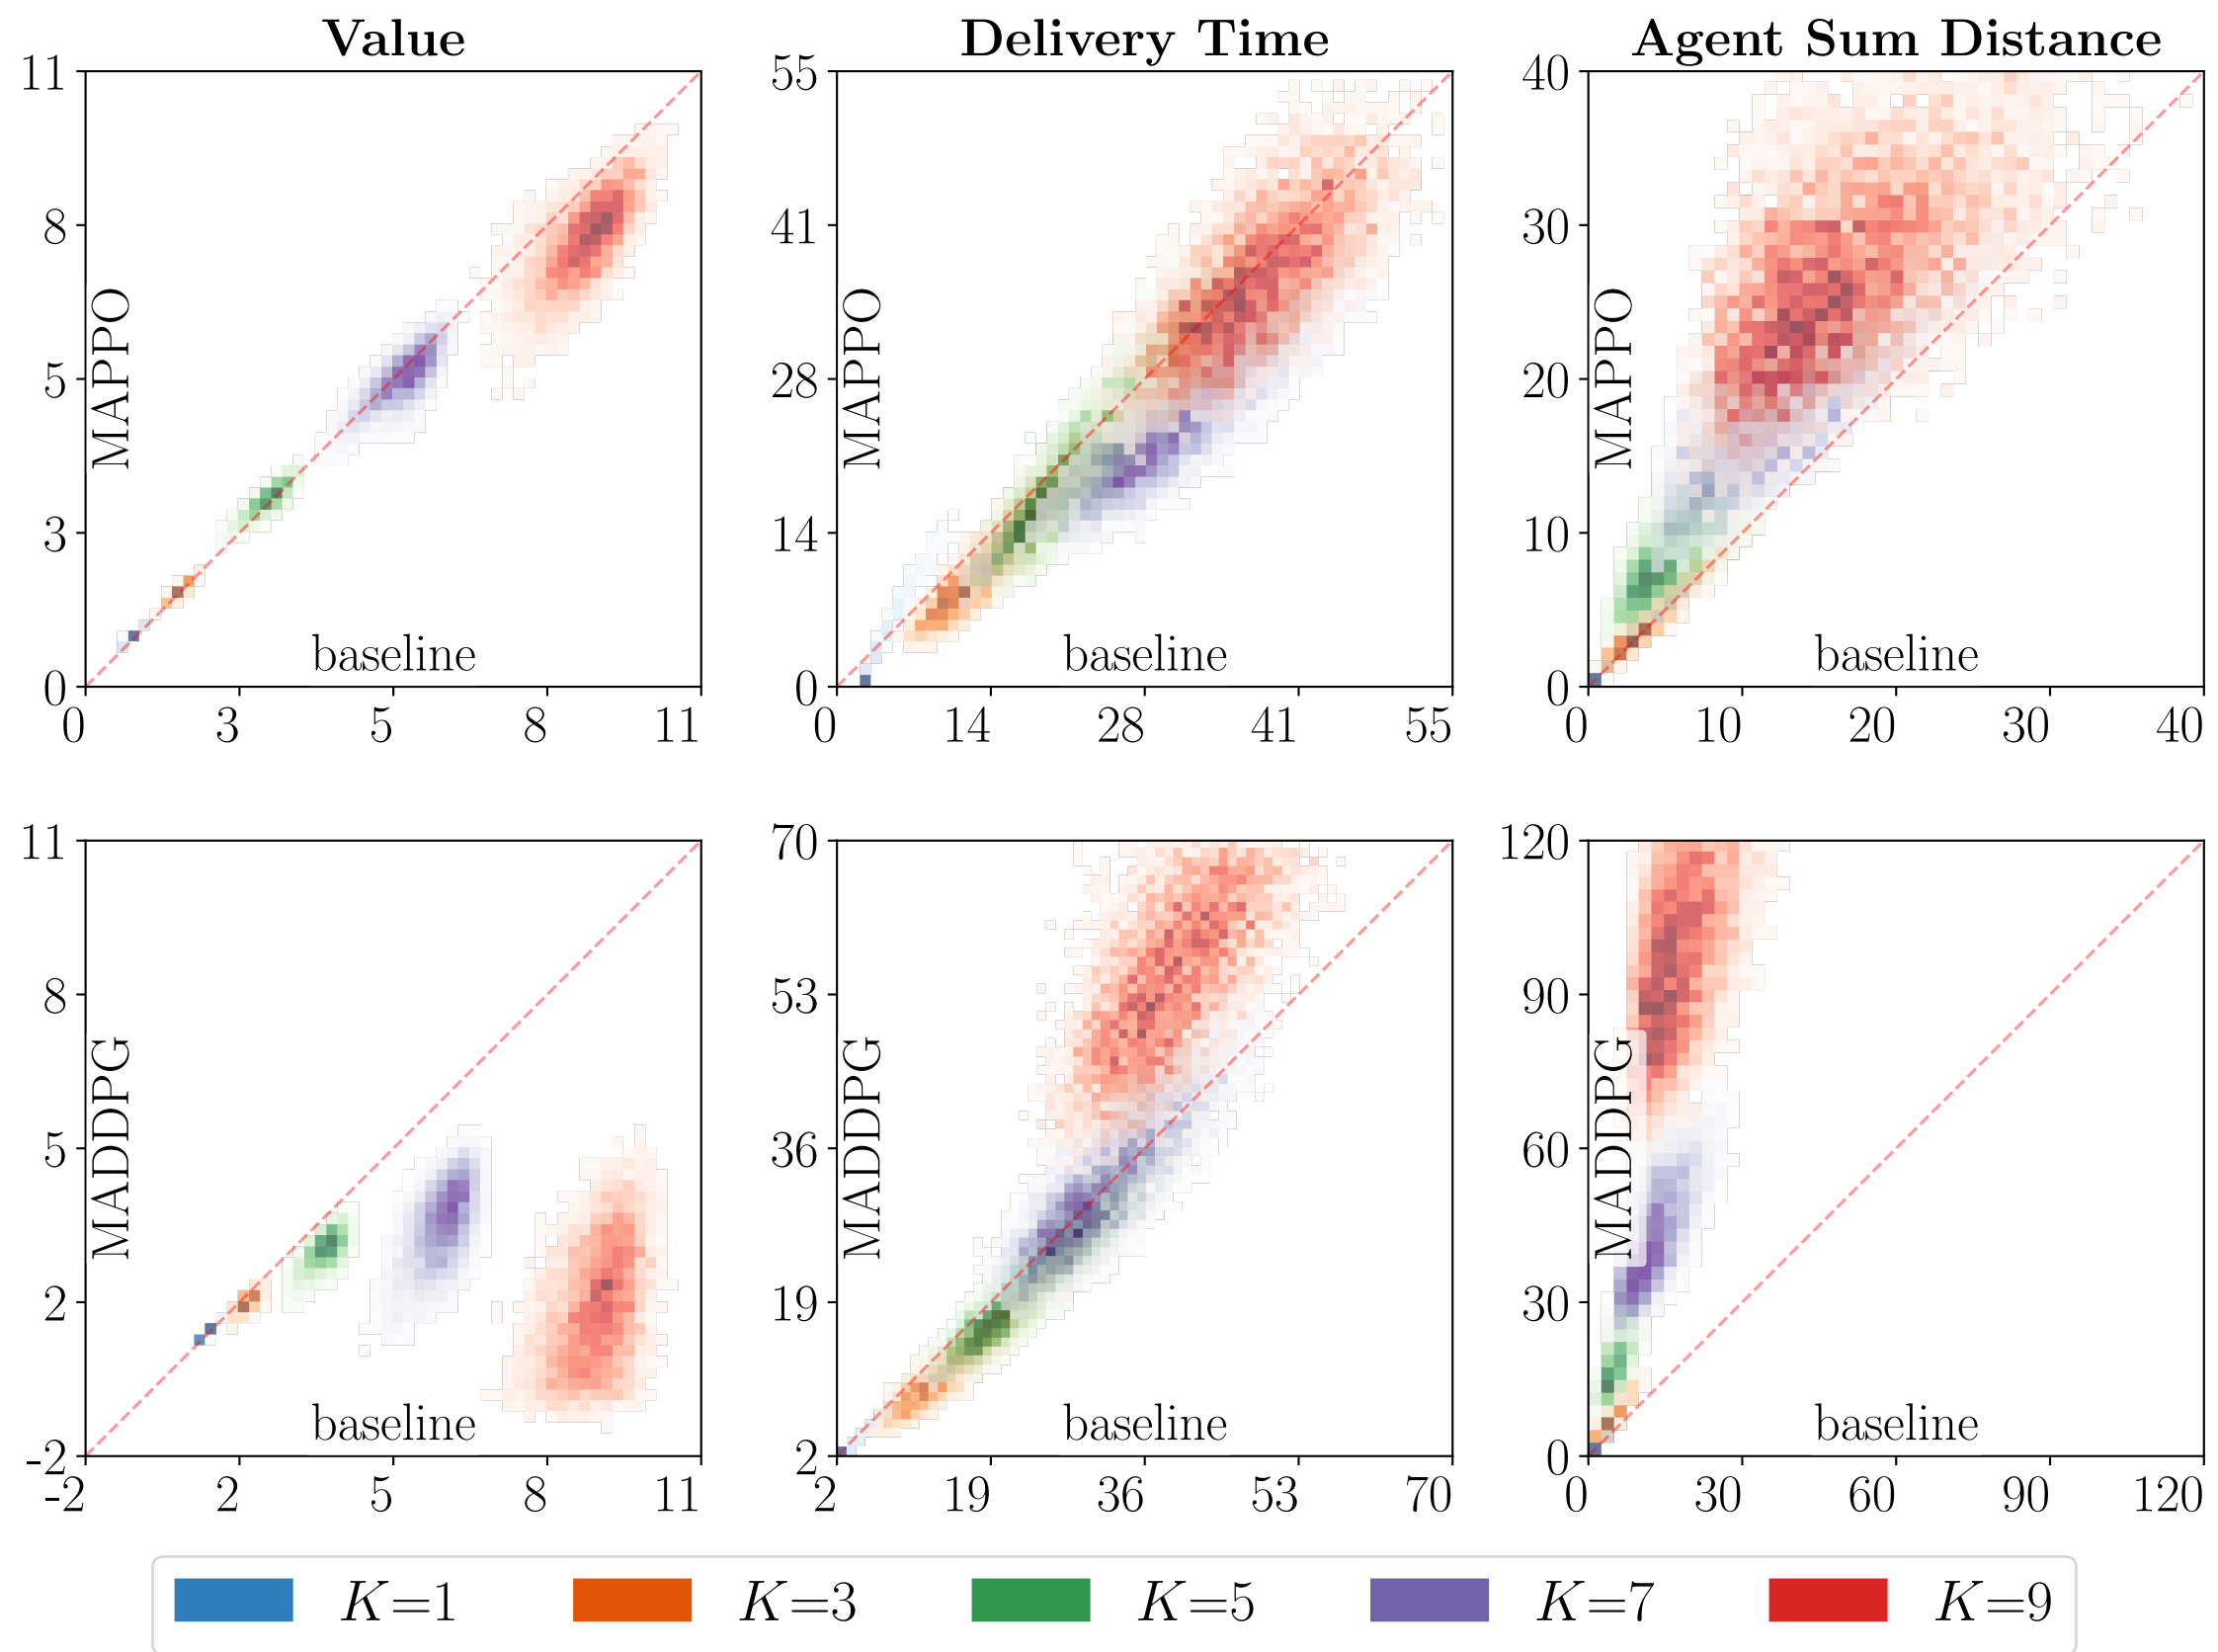 Value
Delivery Time
Agent Sum Distance
11
8
5
3
0
MAPPO
baseline
0 3 5 8 11
55
41
28
14
0
MAPPO
baseline
0 14 28 41 55
40
30
20
10
0
MAPPO
baseline
0 10 20 30 40
11
8
5
2
-2
MADDPG
baseline
-2 2 5 8 11
70
53
36
19
2
MADDPG
baseline
2 19 36 53 70
120
90
60
30
0
MADDPG
baseline
0 30 60 90 120
K=1 K=3 K=5 K=7 K=9